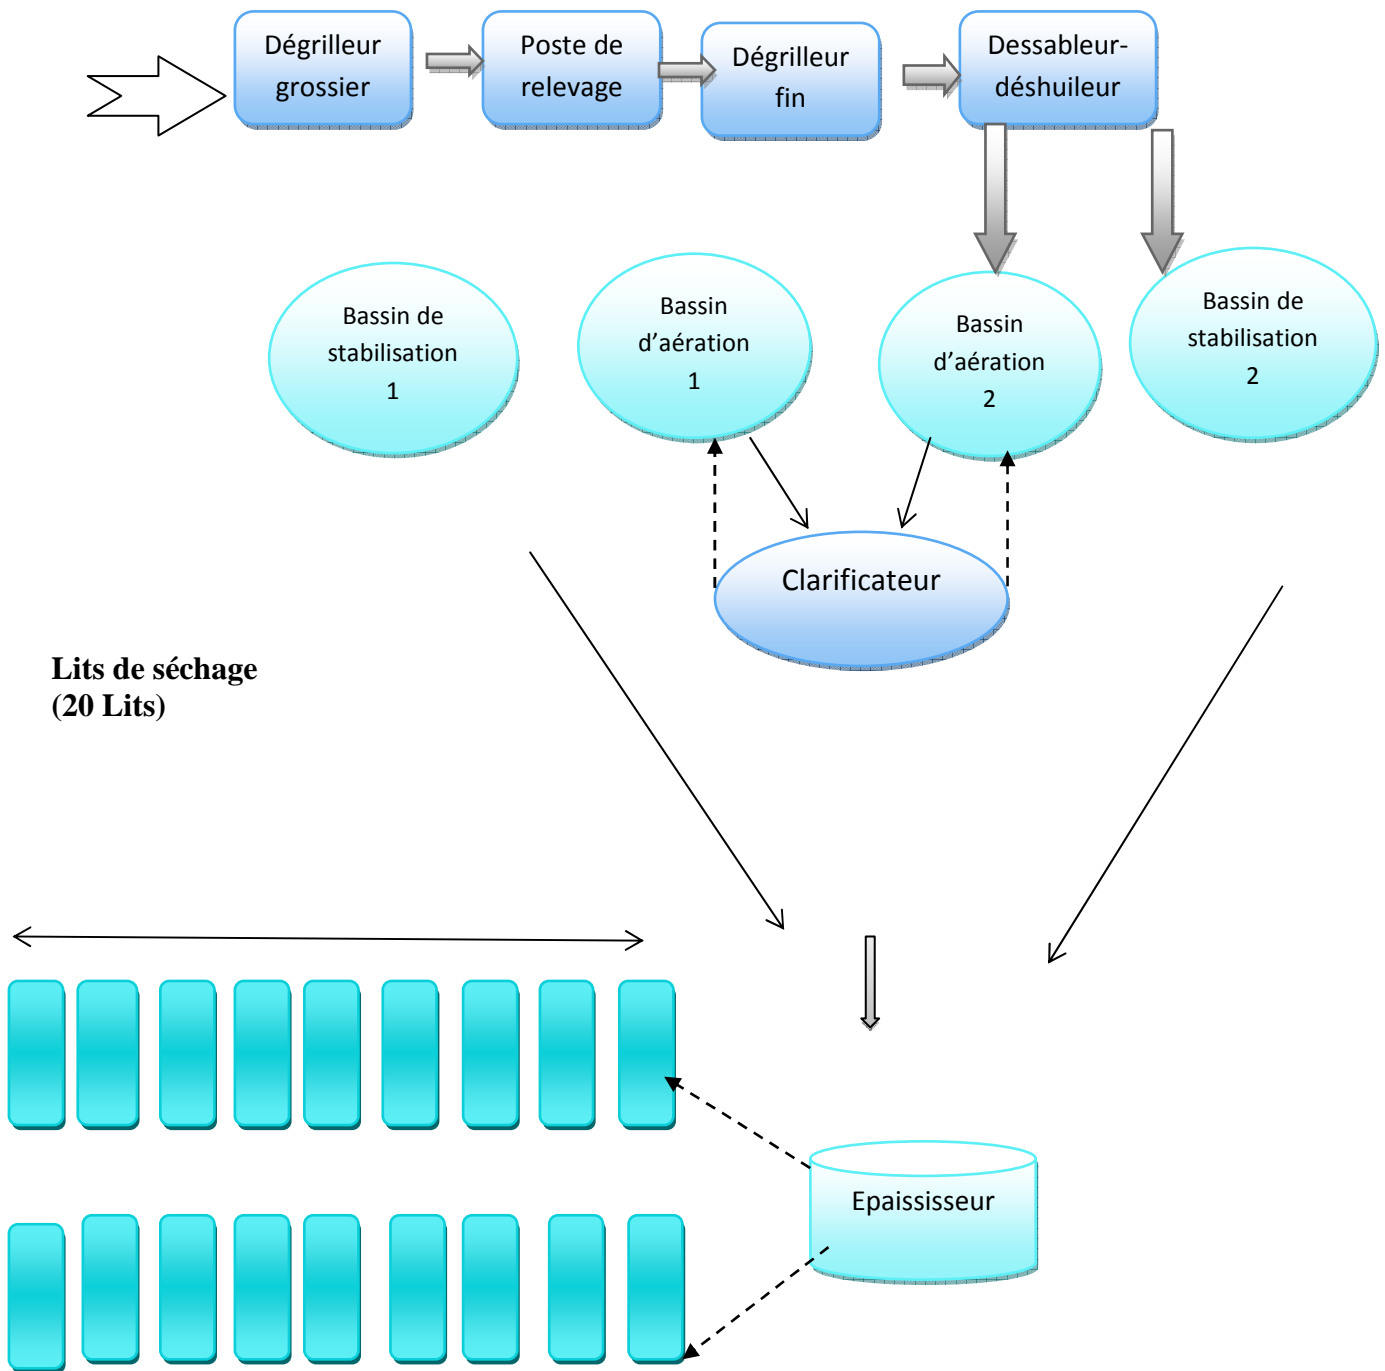 Dégrilleur
grossier
Poste de
relevage
Dégrilleur
fin
Dessableur-
déshuileur
Bassin de
stabilisation
1
Bassin
d’aération
1
Bassin
d’aération
2
Bassin de
stabilisation
2
Clarificateur
Lits de séchage
(20 Lits)
Epaississeur